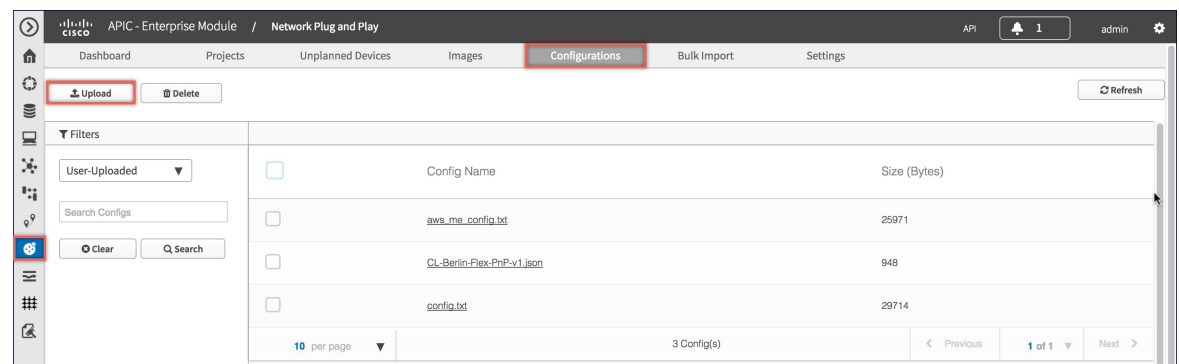 cisco APIC - Enterprise Module / Network Plug and Play API 1 admin
Dashboard Projects Unplanned Devices Images Configurations Bulk Import Settings
Upload Delete Refresh
Filters
User-Uploaded
Config Name Size (Bytes)
Search Configs
aws_me_config.txt 25971
Clear Search
CL-Berlin-Flex-PnP-v1.json 948
config.txt 29714
10 per page 3 Config(s) Previous 1 of 1 Next